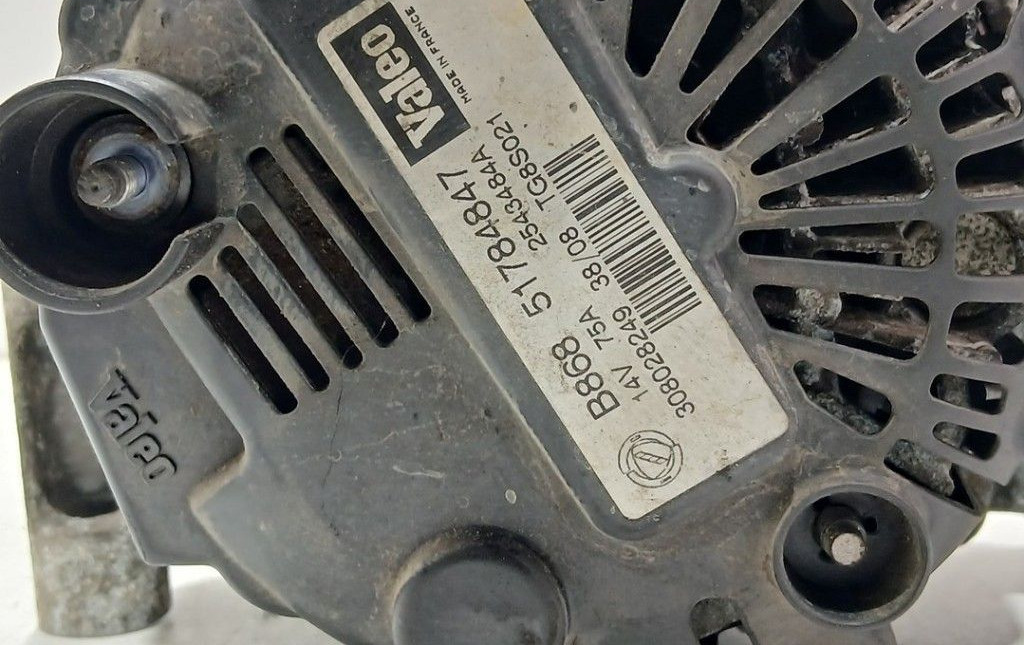 Valeo
MADE IN FRANCE
B868 51784847
2543484A
14V 75A 38/08 TG8S021
308028249
Valeo